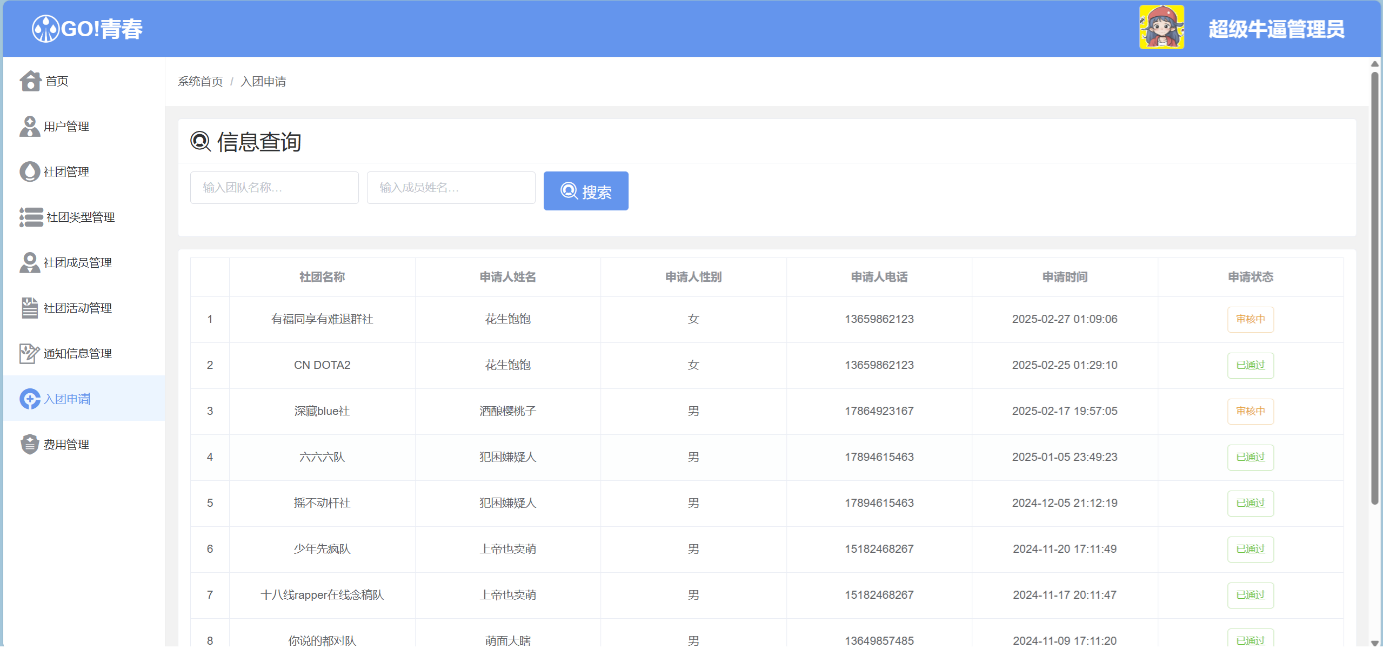 GO!青春
超级牛逼管理员
首页
用户管理
社团管理
社团类型管理
社团成员管理
社团活动管理
通知信息管理
入团申请
费用管理
系统首页 / 入团申请
信息查询
输入团队名称... 输入成员姓名... 搜索
社团名称 申请人姓名 申请人性别 申请人电话 申请时间 申请状态
1 有福同享有难退群社 花生饱饱 女 13659862123 2025-02-27 01:09:06 审核中
2 CN DOTA2 花生饱饱 女 13659862123 2025-02-25 01:29:10 已通过
3 深藏blue社 酒酿樱桃子 男 17864923167 2025-02-17 19:57:05 审核中
4 六六六队 犯困嫌疑人 男 17894615463 2025-01-05 23:49:23 已通过
5 摇不动杆社 犯困嫌疑人 男 17894615463 2024-12-05 21:12:19 已通过
6 少年先疯队 上帝也卖萌 男 15182468267 2024-11-20 17:11:49 已通过
7 十八线rapper在线念稿队 上帝也卖萌 男 15182468267 2024-11-17 20:11:47 已通过
8 你说的都对队 萌面大瞎 男 13649857485 2024-11-09 17:11:20 已通过